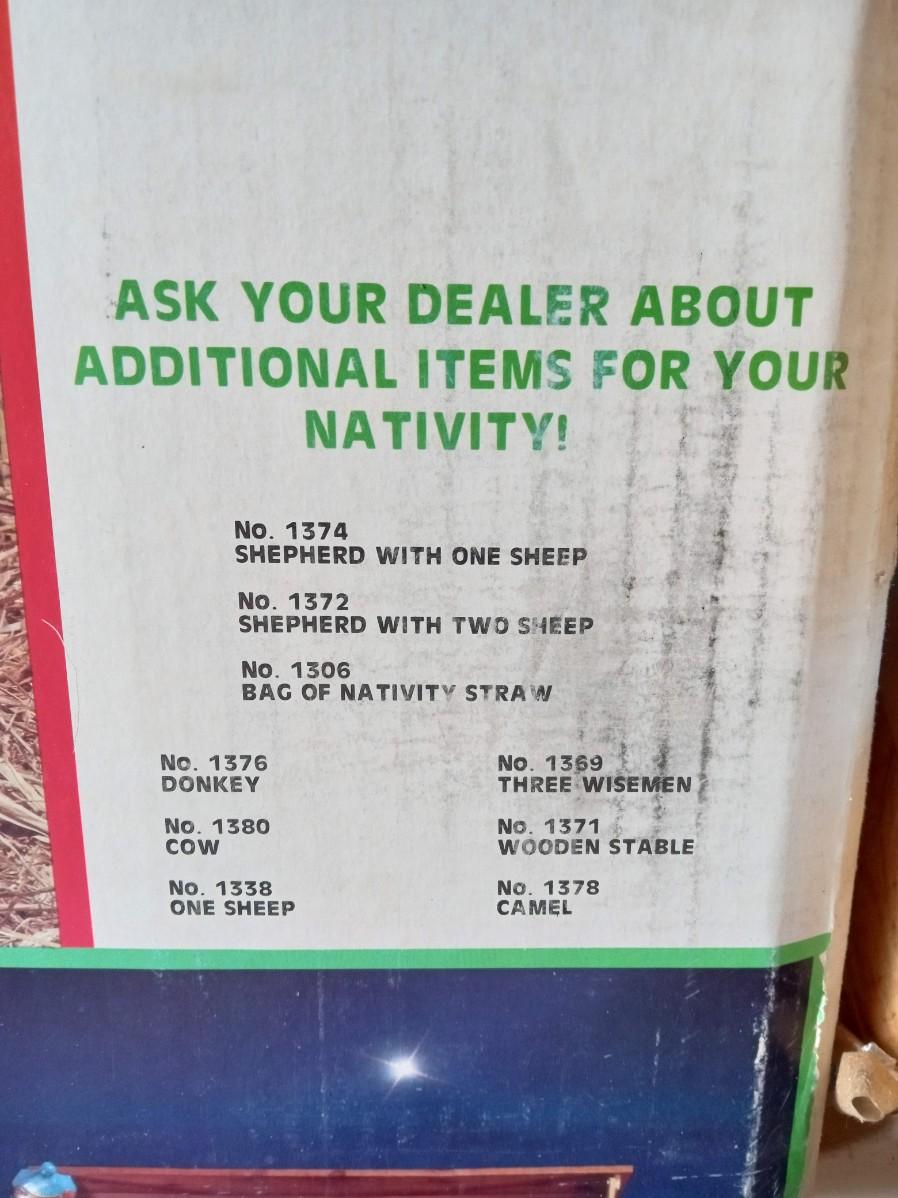 ASK YOUR DEALER ABOUT
ADDITIONAL ITEMS FOR YOUR
NATIVITY!
No. 1374
SHEPHERD WITH ONE SHEEP
No. 1372
SHEPHERD WITH TWO SHEEP
No. 1306
BAG OF NATIVITY STRAW
No. 1376
DONKEY
No. 1380
COW
No. 1338
ONE SHEEP
No. 1369
THREE WISEMEN
No. 1371
WOODEN STABLE
No. 1378
CAMEL